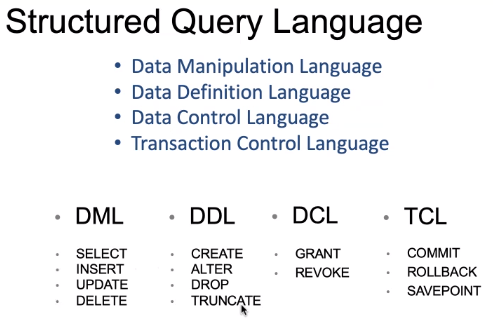 Structured Query Language
• Data Manipulation Language
• Data Definition Language
• Data Control Language
• Transaction Control Language
• DML
• SELECT
• INSERT
• UPDATE
• DELETE
• DDL
• CREATE
• ALTER
• DROP
• TRUNCATE
• DCL
• GRANT
• REVOKE
• TCL
• COMMIT
• ROLLBACK
• SAVEPOINT